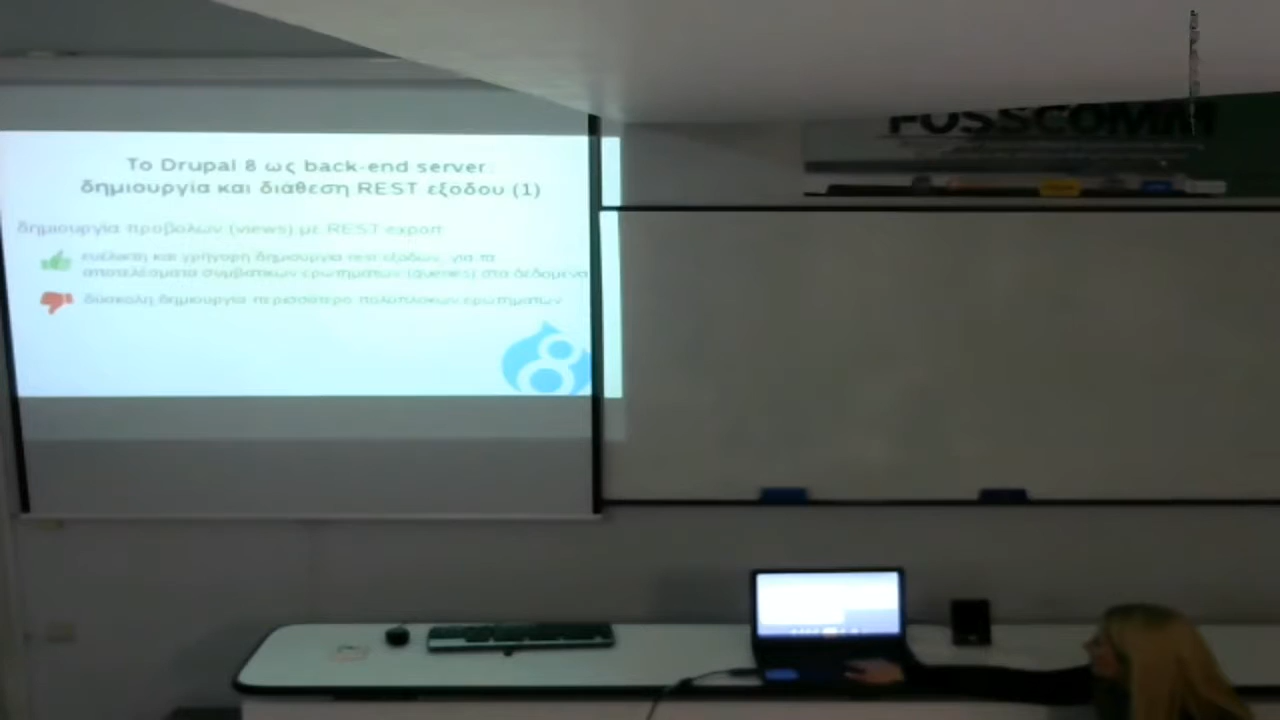 Το Drupal 8 ως back-end server:
δημιουργία και διάθεση REST εξόδου (1)
δημιουργία προβολών (views) με REST export
ευέλικτη και γρήγορη δημιουργία rest εξόδων, για τα
αποτελέσματα συμβατικών ερωτημάτων (queries) στα δεδομένα
δύσκολη δημιουργία περισσότερο πολύπλοκων ερωτημάτων
FOSSCOMM